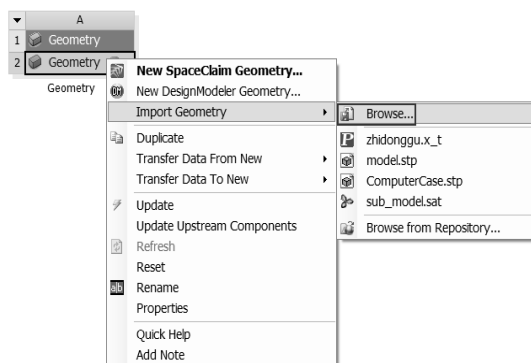 A
1 Geometry
2 Geometry
Geometry
New SpaceClaim Geometry...
New DesignModeler Geometry...
Import Geometry
Duplicate
Transfer Data From New
Transfer Data To New
Update
Update Upstream Components
Refresh
Reset
Rename
Properties
Quick Help
Add Note
Browse...
zhidonggu.x_t
model.stp
ComputerCase.stp
sub_model.sat
Browse from Repository...